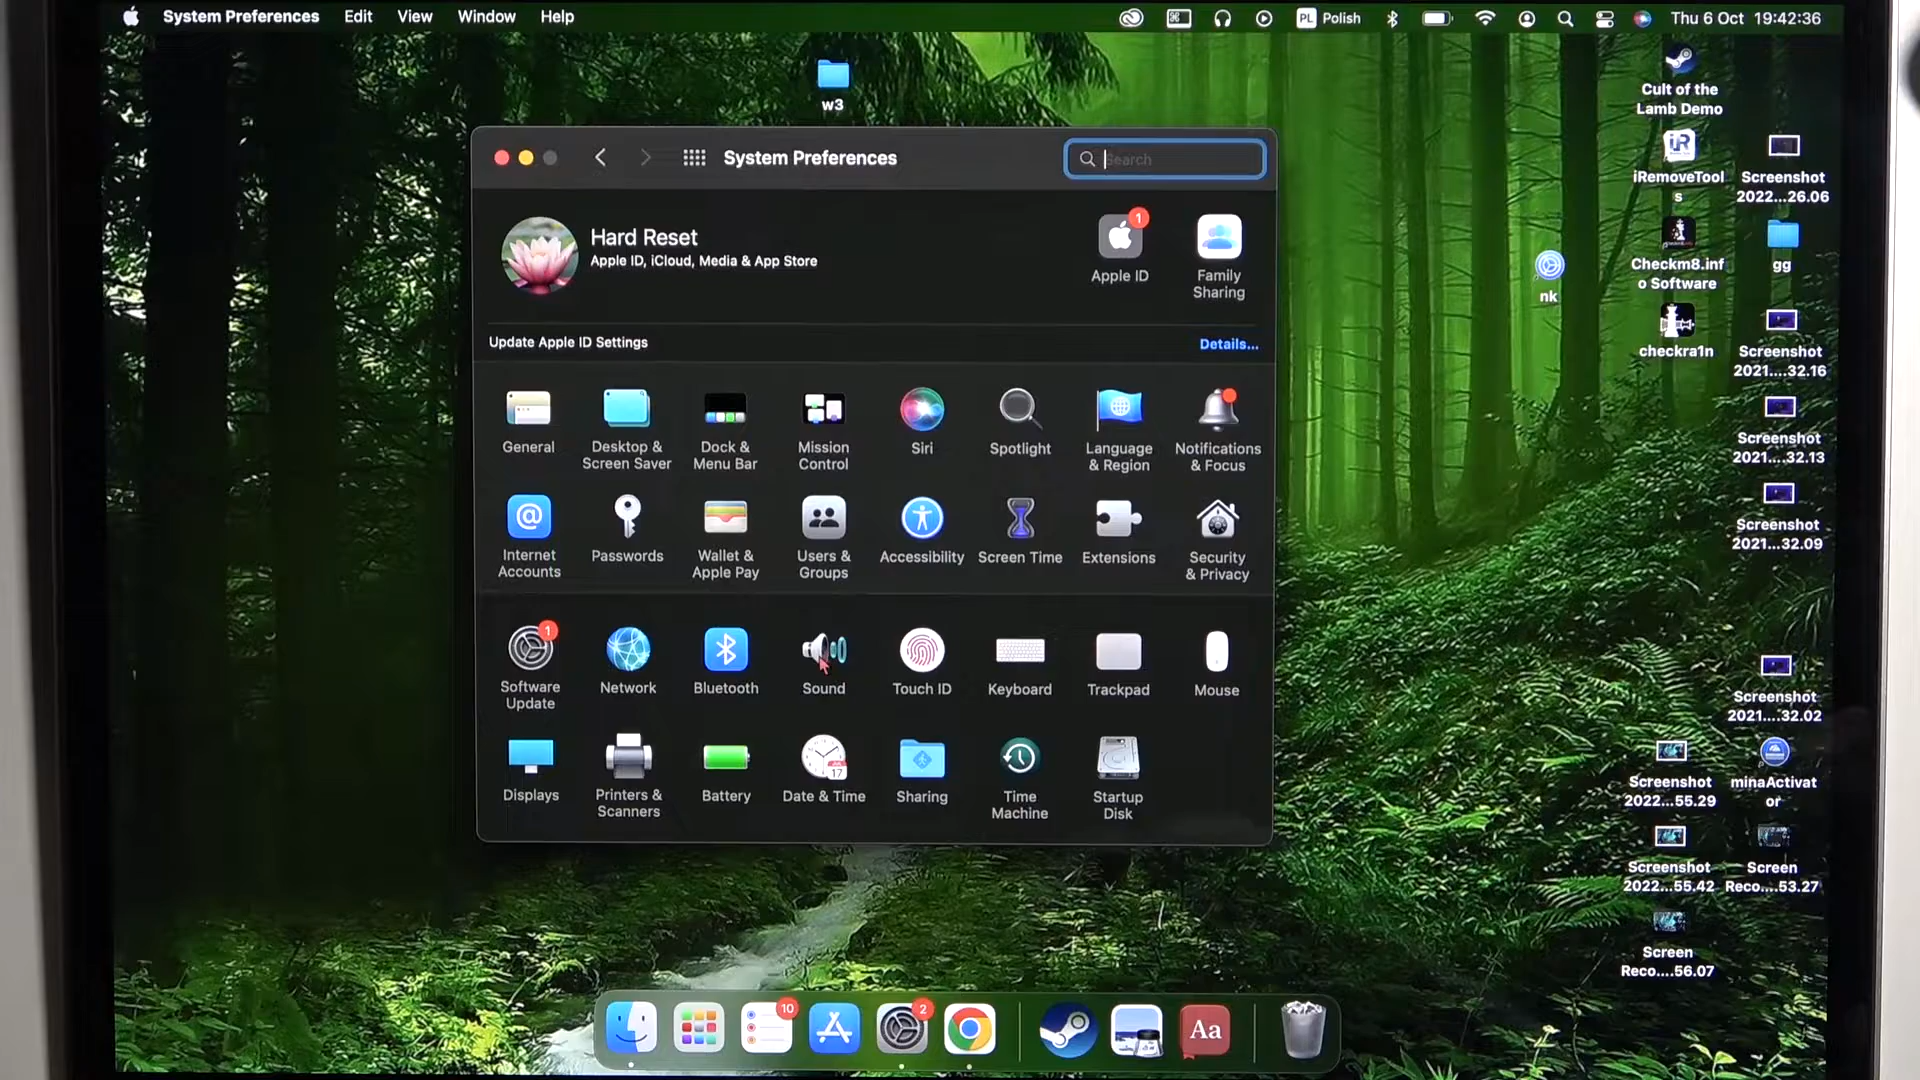 System Preferences Edit View Window Help
PL Polish Thu 6 Oct 19:42:36
w3
System Preferences
Search
Hard Reset
Apple ID, iCloud, Media & App Store
1
Apple ID
Family
Sharing
Update Apple ID Settings
Details...
General
Desktop &
Screen Saver
Dock &
Menu Bar
Mission
Control
Siri
Spotlight
Language
& Region
Notifications
& Focus
@
Internet
Accounts
Passwords
Wallet &
Apple Pay
Users &
Groups
Accessibility
Screen Time
Extensions
Security
& Privacy
1
Software
Update
Network
Bluetooth
Sound
Touch ID
Keyboard
Trackpad
Mouse
Displays
Printers &
Scanners
Battery
JUL
17
Date & Time
Sharing
Time
Machine
Startup
Disk
Cult of the
Lamb Demo
iR
iRemoveTool
s
Screenshot
2022...26.06
Checkm8.inf
o Software
gg
nk
checkra1n
Screenshot
2021....32.16
Screenshot
2021....32.13
Screenshot
2021....32.09
Screenshot
2021....32.02
Screenshot
2022...55.29
minaActivat
or
Screenshot
2022...55.42
Screen
Reco....53.27
Screen
Reco....56.07
10
2
Aa